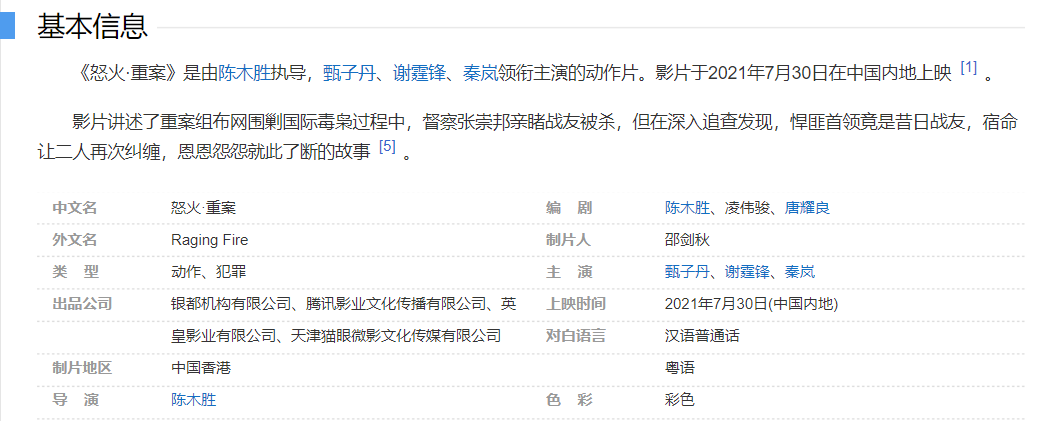 基本信息
《怒火·重案》是由陈木胜执导，甄子丹、谢霆锋、秦岚领衔主演的动作片。影片于2021年7月30日在中国内地上映 [1] 。
影片讲述了重案组布网围剿国际毒枭过程中，督察张崇邦亲睹战友被杀，但在深入追查发现，悍匪首领竟是昔日战友，宿命
让二人再次纠缠，恩恩怨怨就此了断的故事 [5] 。
中文名 怒火·重案
外文名 Raging Fire
类 型 动作、犯罪
出品公司 银都机构有限公司、腾讯影业文化传播有限公司、英
皇影业有限公司、天津猫眼微影文化传媒有限公司
制片地区 中国香港
导 演 陈木胜
编 剧 陈木胜、凌伟骏、唐耀良
制片人 邵剑秋
主 演 甄子丹、谢霆锋、秦岚
上映时间 2021年7月30日(中国内地)
对白语言 汉语普通话
粤语
色 彩 彩色